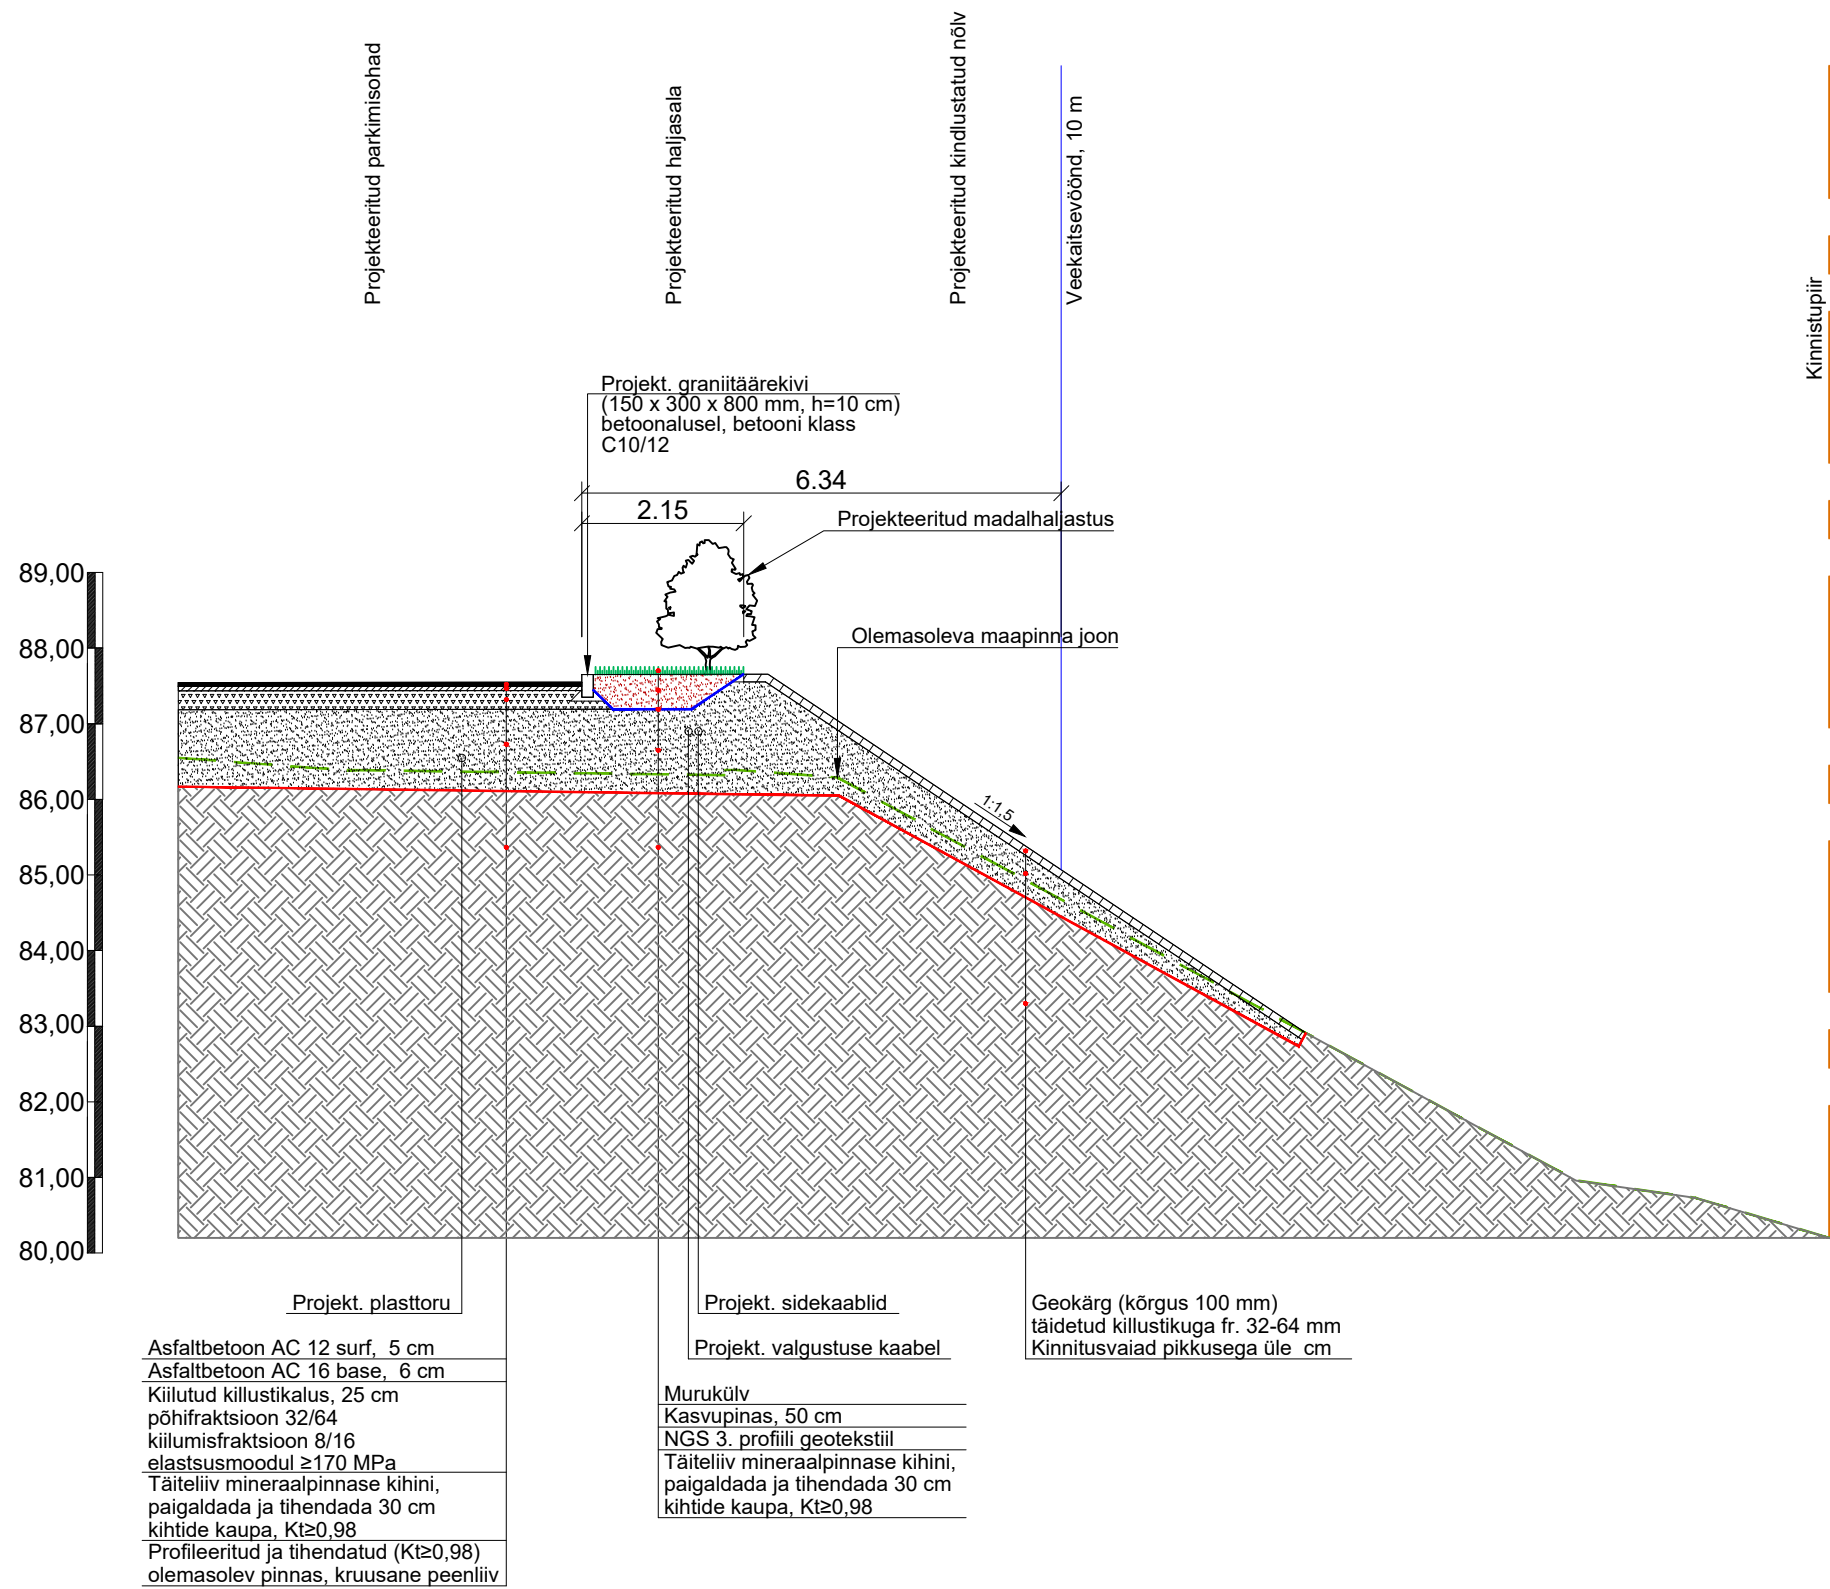 Projekteeritud parkimisohad
Projekteeritud haljasala
Projekteeritud kindlustatud nõlv
Veekaitsevöönd, 10 m
Kinnistupiir
Projekt. graniitäärekivi
(150 x 300 x 800 mm, h=10 cm)
betoonalusel, betooni klass
C10/12
6.34
2.15
Projekteeritud madalhaljastus
Olemasoleva maapinna joon
89,00
88,00
87,00
86,00
85,00
84,00
83,00
82,00
81,00
80,00
1:1,5
Projekt. plasttoru
Projekt. sidekaablid
Projekt. valgustuse kaabel
Geokärg (kõrgus 100 mm)
täidetud killustikuga fr. 32-64 mm
Kinnitusvaiad pikkusega üle cm
Asfaltbetoon AC 12 surf, 5 cm
Asfaltbetoon AC 16 base, 6 cm
Kiilutud killustikalus, 25 cm
põhifraktsioon 32/64
kiilumisfraktsioon 8/16
elastsusmoodul ≥170 MPa
Täiteliiv mineraalpinnase kihini,
paigaldada ja tihendada 30 cm
kihtide kaupa, Kt≥0,98
Profileeritud ja tihendatud (Kt≥0,98)
olemasolev pinnas, kruusane peenliiv
Murukülv
Kasvupinas, 50 cm
NGS 3. profiili geotekstiil
Täiteliiv mineraalpinnase kihini,
paigaldada ja tihendada 30 cm
kihtide kaupa, Kt≥0,98